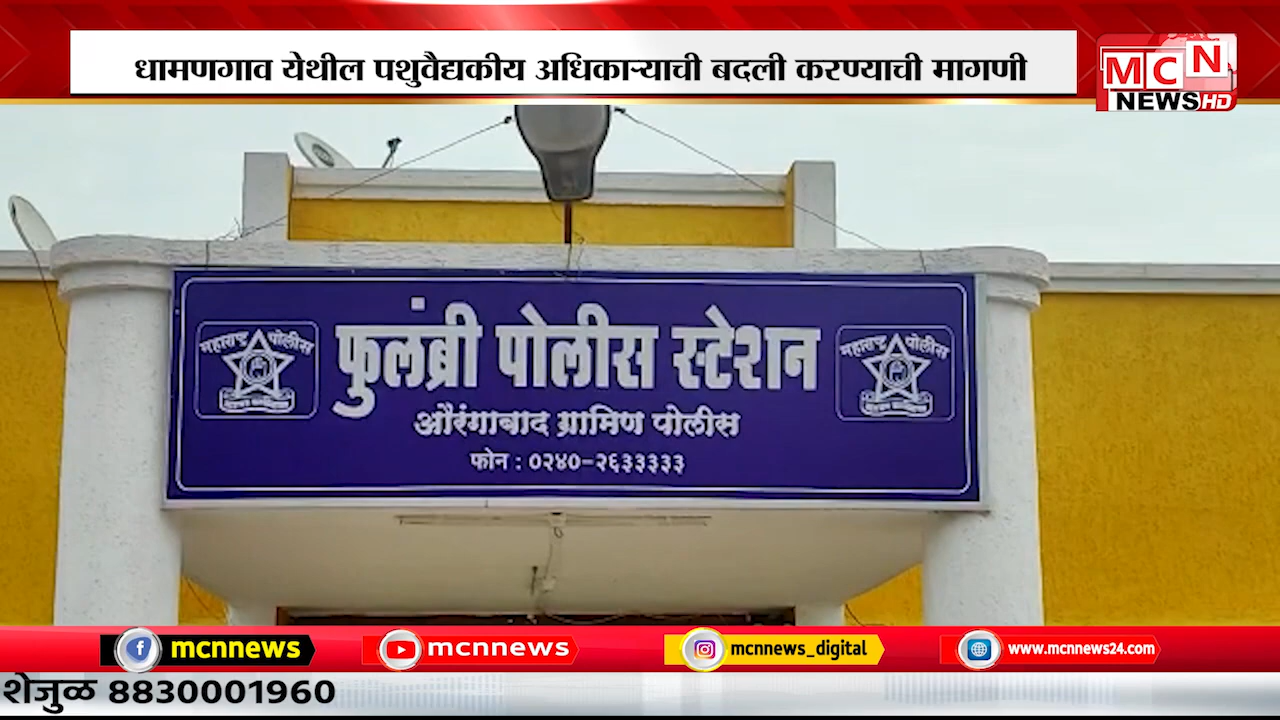 धामणगाव येथील पशुवैद्यकीय अधिकाऱ्याची बदली करण्याची मागणी
MCN
NEWS HD
महाराष्ट्र पोलीस
फुलंब्री पोलीस स्टेशन
महाराष्ट्र पोलीस
औरंगाबाद ग्रामिण पोलीस
फोन : ०२४०-२६३३३३३
mcnnews
mcnnews
mcnnews_digital
www.mcnnews24.com
शेजुळ 8830001960